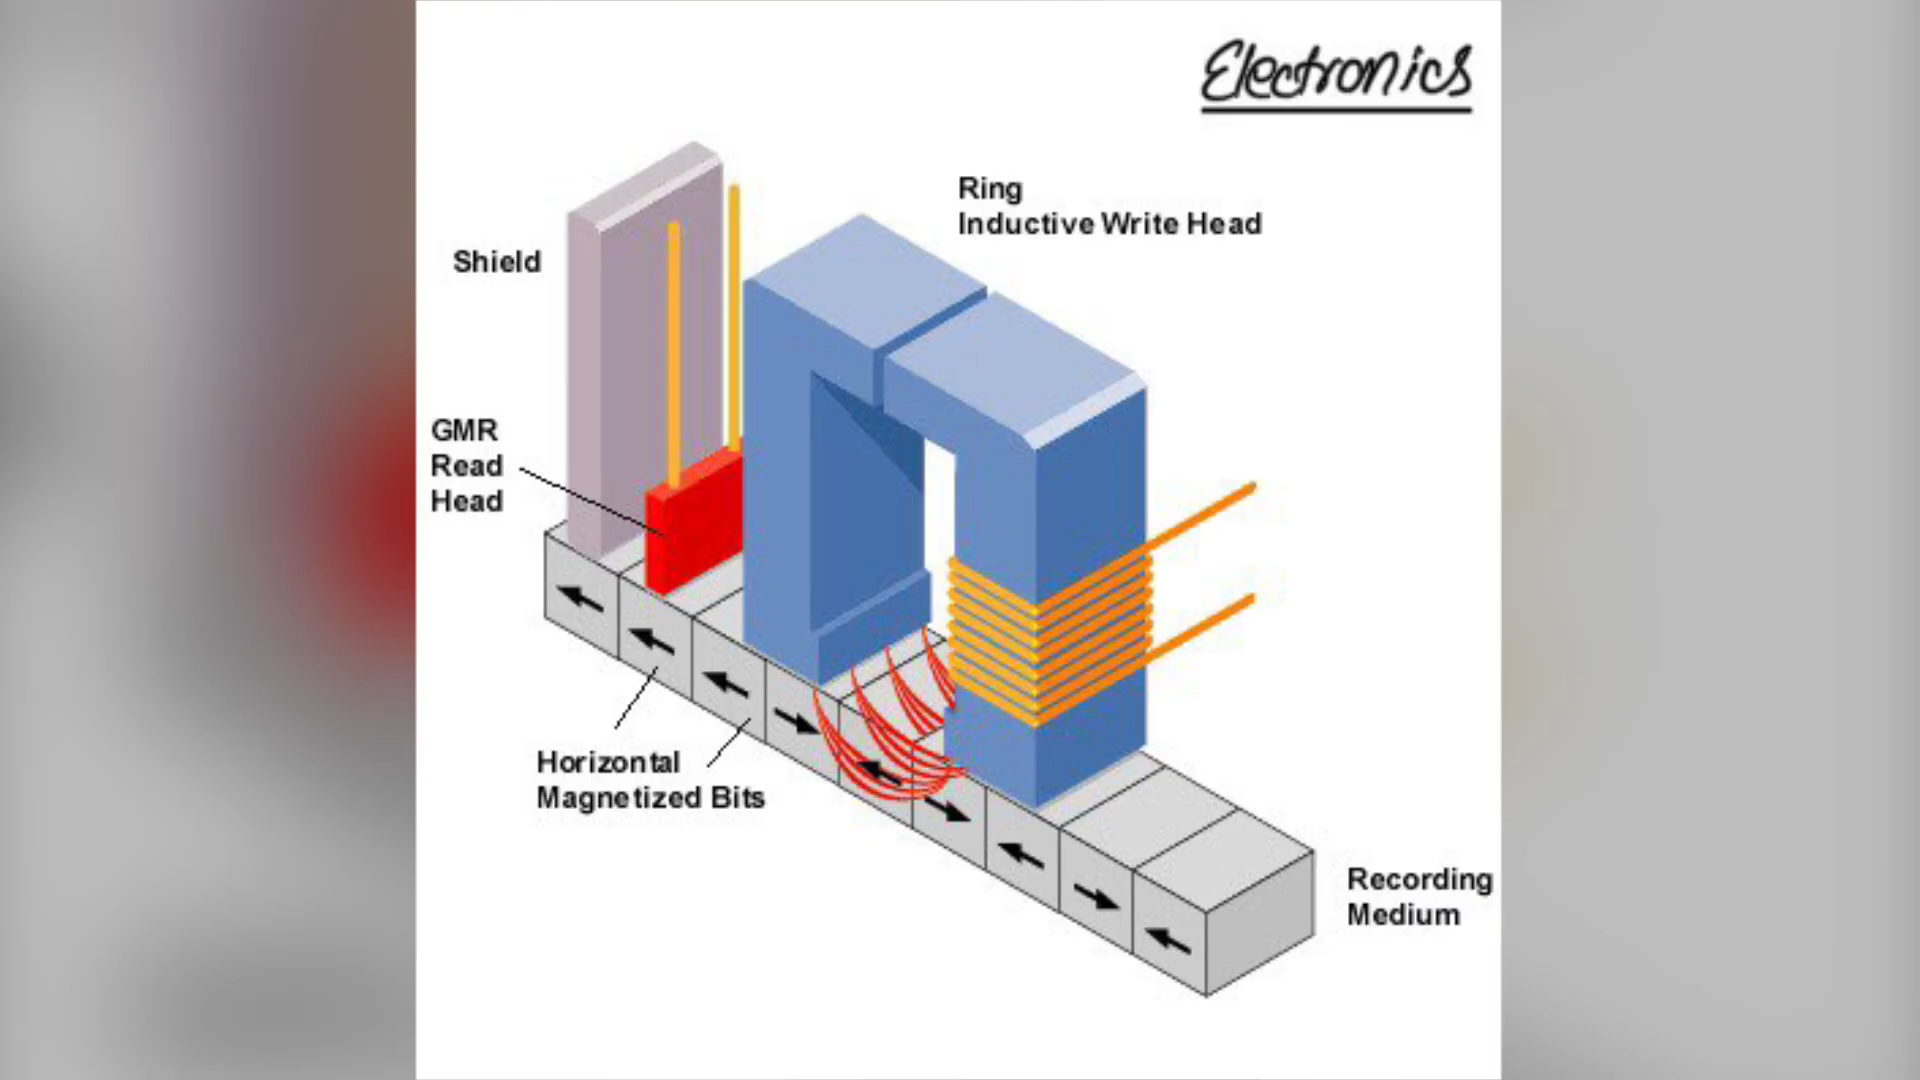 Electronics
Ring
Inductive Write Head
Shield
GMR
Read
Head
Horizontal
Magnetized Bits
Recording
Medium